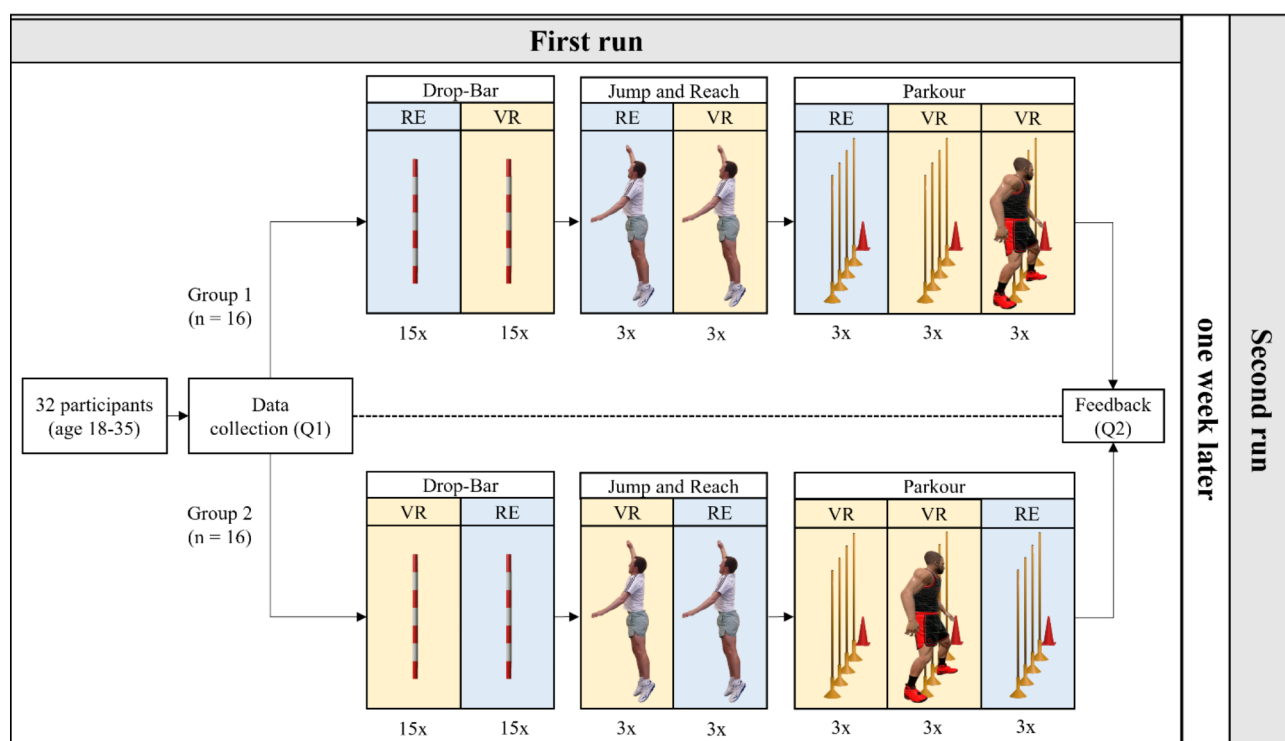 First run
Drop-Bar
Jump and Reach
Parkour
RE
VR
RE
VR
RE
VR
VR
Group 1
(n = 16)
15x
15x
3x
3x
3x
3x
3x
32 participants
(age 18-35)
Data
collection (Q1)
Feedback
(Q2)
Group 2
(n = 16)
Drop-Bar
Jump and Reach
Parkour
VR
RE
VR
RE
VR
VR
RE
15x
15x
3x
3x
3x
3x
3x
one week later
Second run